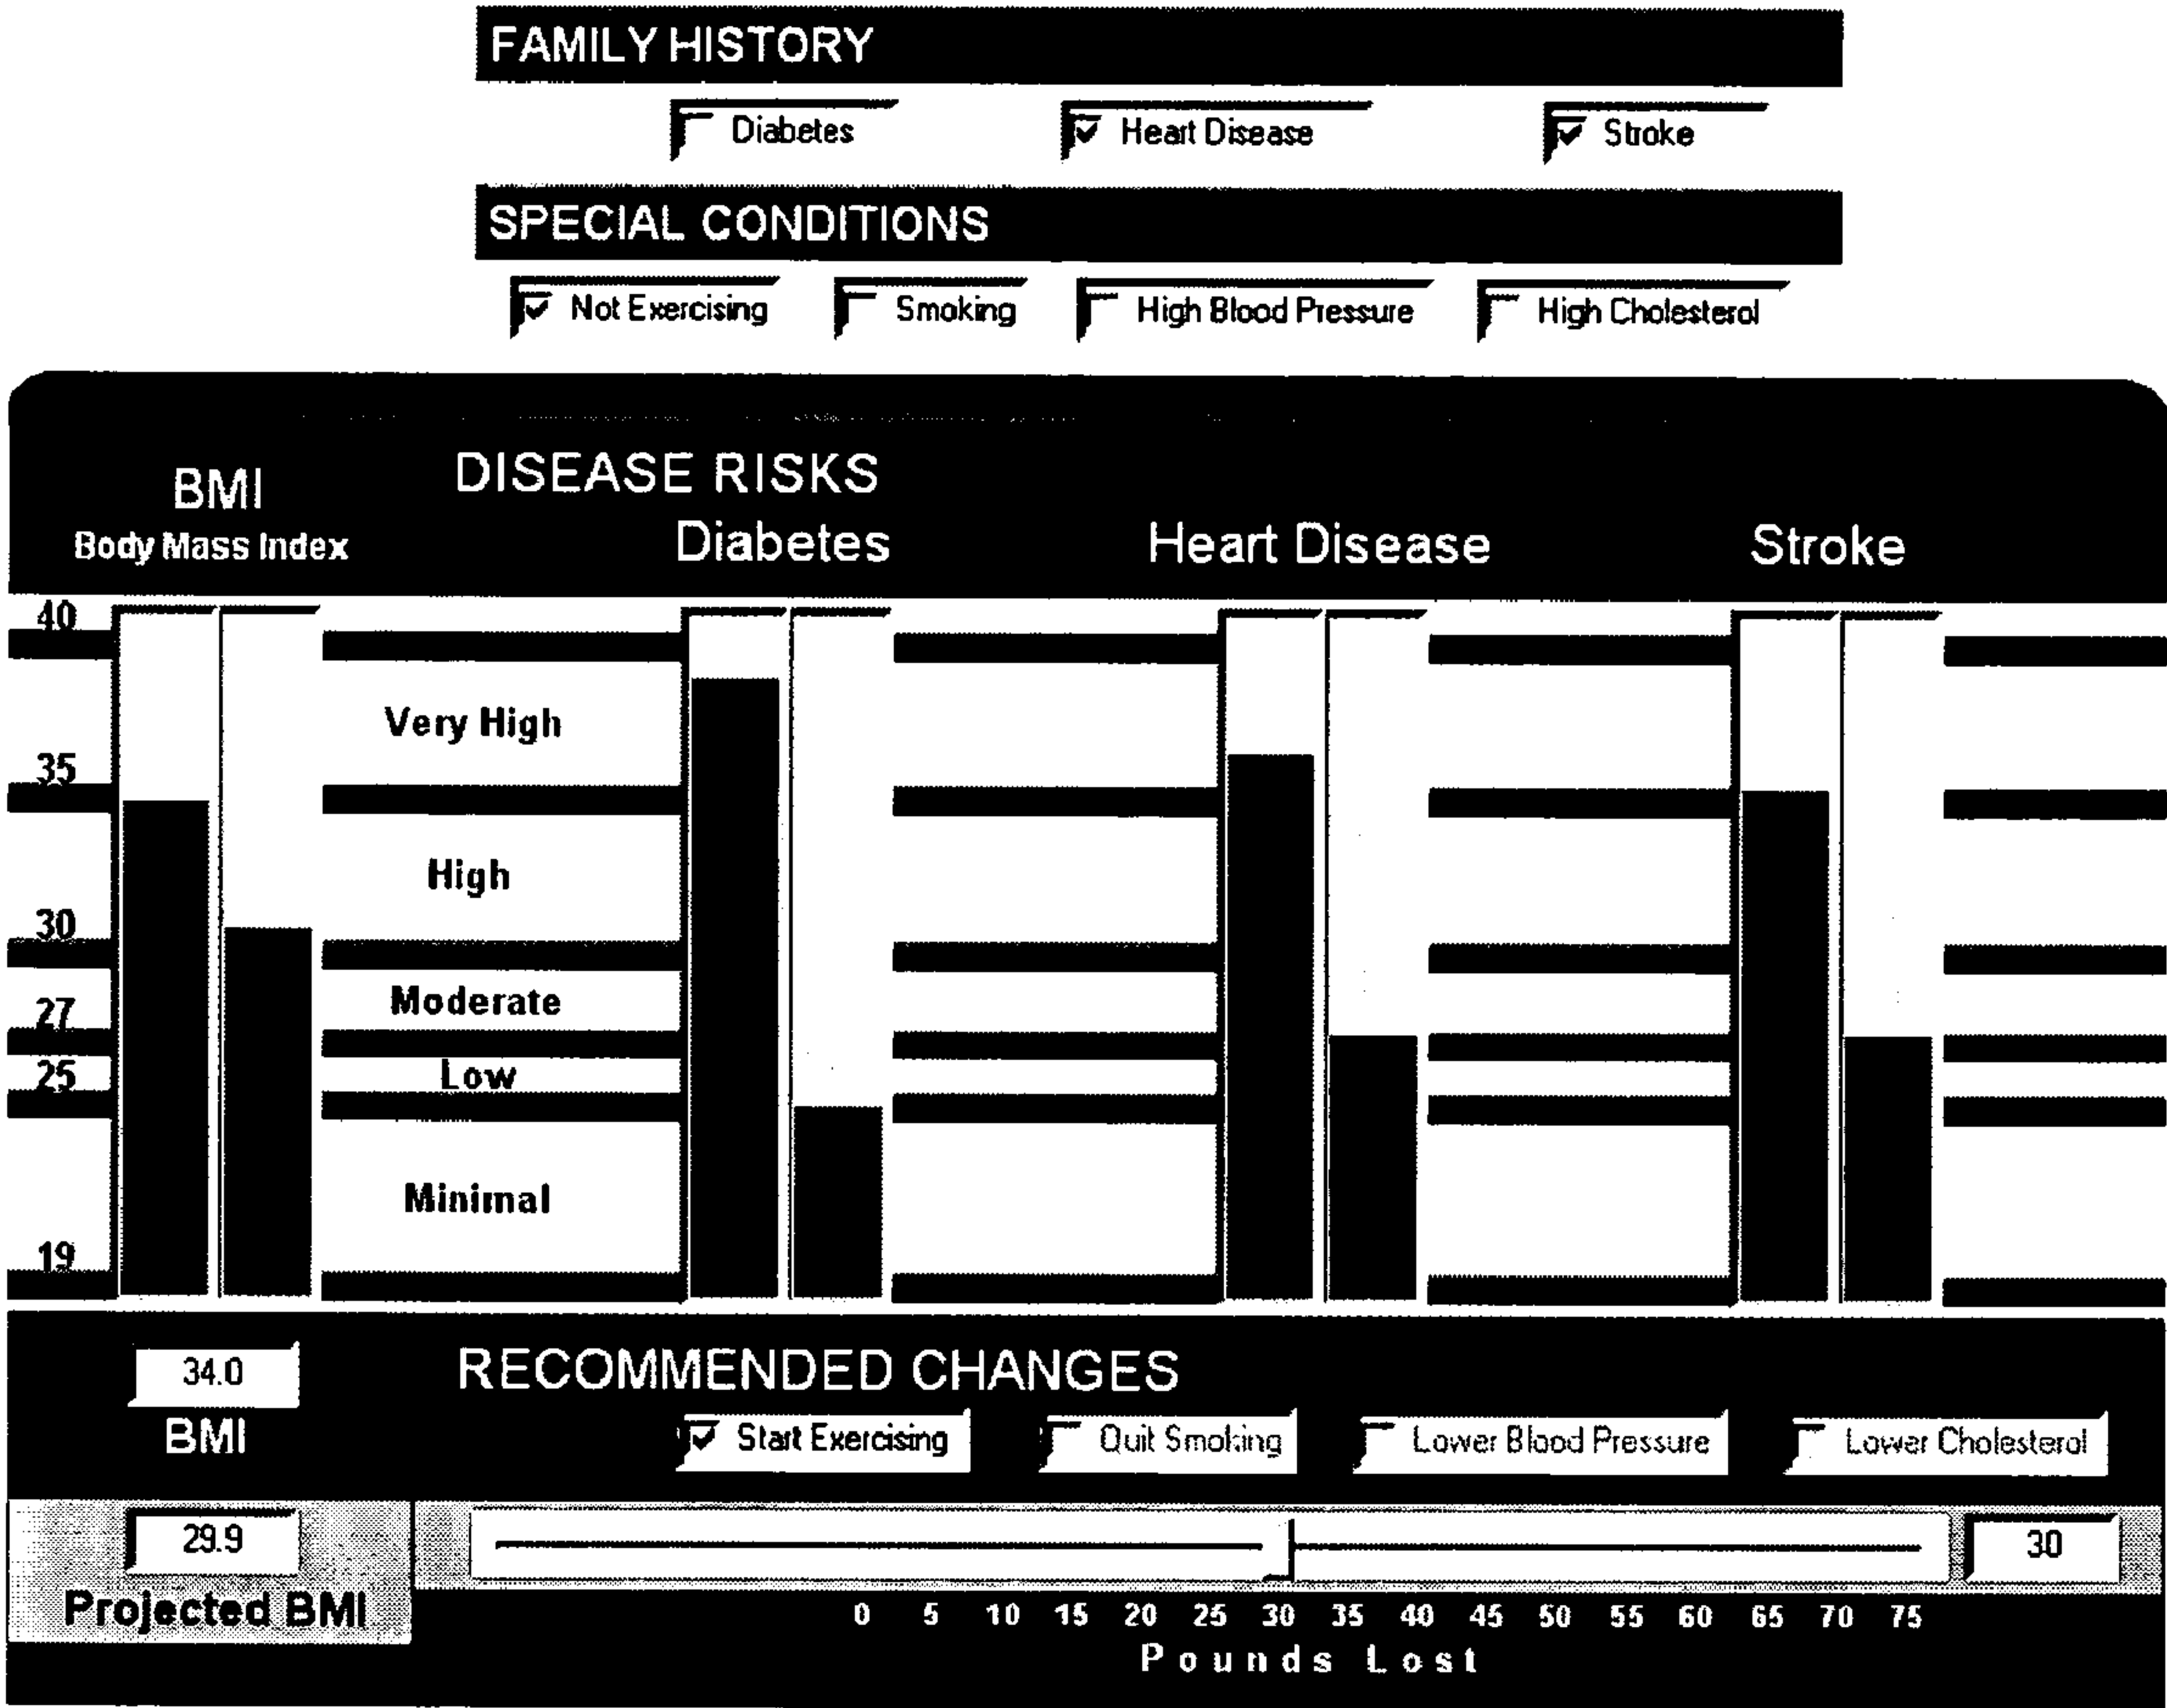 FAMILY HISTORY
Diabetes Heart Disease Stroke
SPECIAL CONDITIONS
Not Exercising Smoking High Blood Pressure High Cholesterol
BMI
Body Mass Index
DISEASE RISKS
Diabetes Heart Disease Stroke
40
Very High
35
High
30
Moderate
27
Low
25
Minimal
19
34.0
BMI
RECOMMENDED CHANGES
Start Exercising Quit Smoking Lower Blood Pressure Lower Cholesterol
29.9
Projected BMI
30
0 5 10 15 20 25 30 35 40 45 50 55 60 65 70 75
Pounds Lost